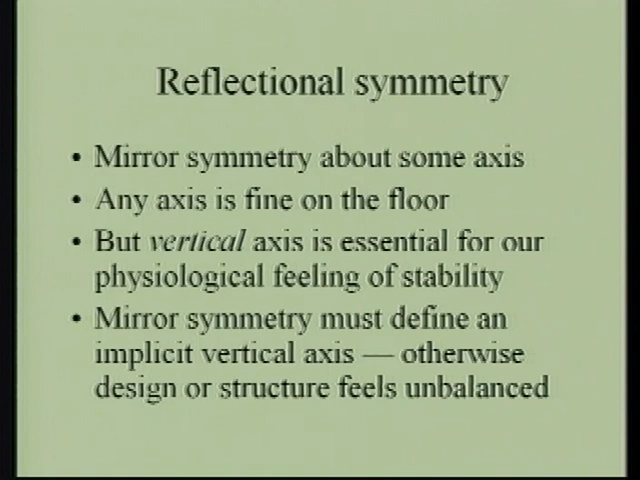 Reflectional symmetry
• Mirror symmetry about some axis
• Any axis is fine on the floor
• But vertical axis is essential for our
physiological feeling of stability
• Mirror symmetry must define an
implicit vertical axis — otherwise
design or structure feels unbalanced